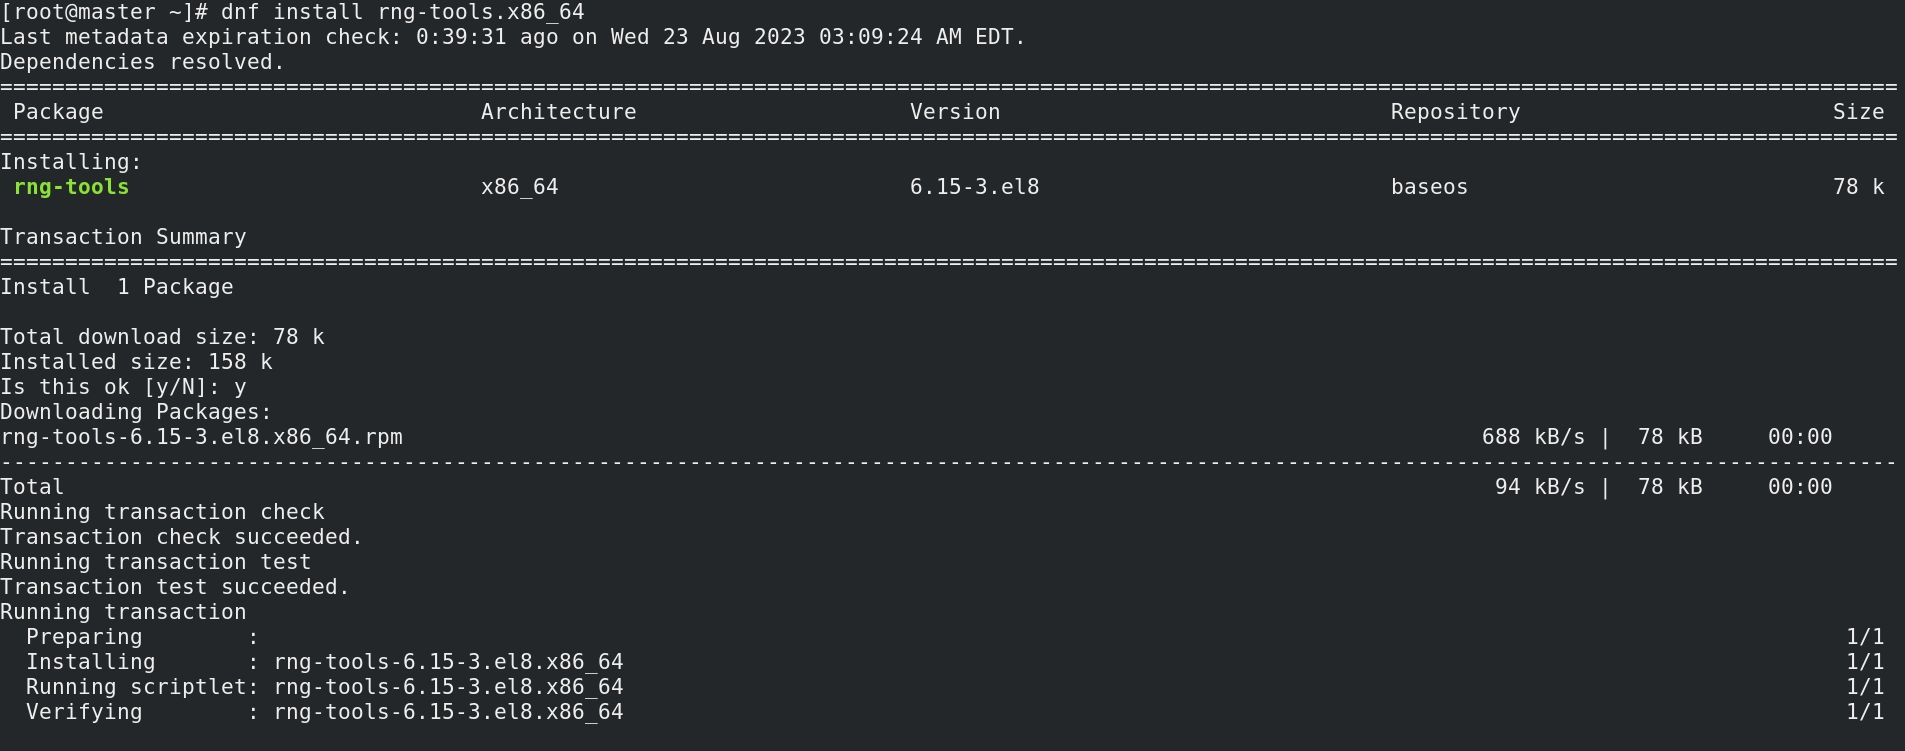 [root@master ~]# dnf install rng-tools.x86_64
Last metadata expiration check: 0:39:31 ago on Wed 23 Aug 2023 03:09:24 AM EDT.
Dependencies resolved.
==================================================================================================================================================
 Package                             Architecture                     Version                              Repository                        Size
==================================================================================================================================================
Installing:
 rng-tools                           x86_64                           6.15-3.el8                           baseos                            78 k

Transaction Summary
==================================================================================================================================================
Install  1 Package

Total download size: 78 k
Installed size: 158 k
Is this ok [y/N]: y
Downloading Packages:
rng-tools-6.15-3.el8.x86_64.rpm                                                                                   688 kB/s |  78 kB     00:00
--------------------------------------------------------------------------------------------------------------------------------------------------
Total                                                                                                              94 kB/s |  78 kB     00:00
Running transaction check
Transaction check succeeded.
Running transaction test
Transaction test succeeded.
Running transaction
  Preparing        :                                                                                                                          1/1
  Installing       : rng-tools-6.15-3.el8.x86_64                                                                                              1/1
  Running scriptlet: rng-tools-6.15-3.el8.x86_64                                                                                              1/1
  Verifying        : rng-tools-6.15-3.el8.x86_64                                                                                              1/1